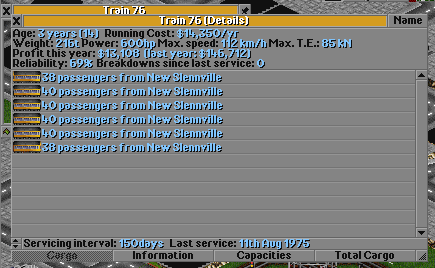 Train 76
Train 76 (Details)
Name
Age: 3 years (14) Running Cost: $14,350/yr
Weight: 216t Power: 600hp Max. speed: 112 km/h Max. T.E.: 85 kN
Profit this year: $13,108 (last year: $146,712)
Reliability: 69% Breakdowns since last service: 0
38 passengers from New Slennville
40 passengers from New Slennville
40 passengers from New Slennville
40 passengers from New Slennville
40 passengers from New Slennville
38 passengers from New Slennville
Servicing interval: 150days Last service: 11th Aug 1975
Cargo Information Capacities Total Cargo